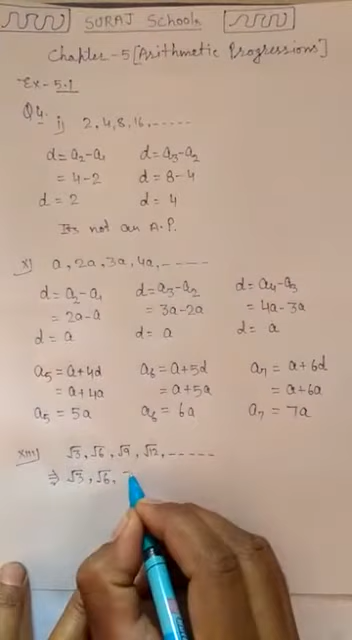 SURAJ Schools
Chapter-5 [Arithmetic Progressions]
Ex-5.1
Q4. i) 2, 4, 8, 16, -----
d = a₂-a₁ d = a₃-a₂
= 4-2 d = 8-4
d = 2 d = 4
Its not an A.P.
xi) a, 2a, 3a, 4a, -----
d = a₂-a₁ d = a₃-a₂ d = a₄-a₃
= 2a-a = 3a-2a = 4a-3a
d = a d = a d = a
a₅ = a+4d a₆ = a+5d a₇ = a+6d
= a+4a = a+5a = a+6a
a₅ = 5a a₆ = 6a a₇ = 7a
xiii) √3, √6, √9, √12, -----
⇒ √3, √6,